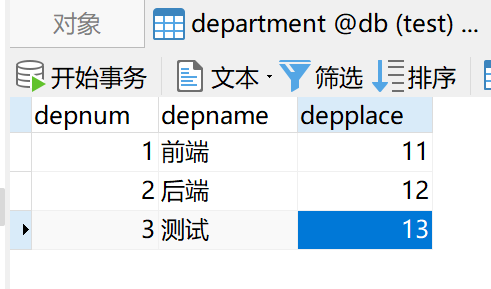 对象 department @db (test) ...
开始事务 文本 筛选 排序
depnum depname depplace
1 前端 11
2 后端 12
3 测试 13